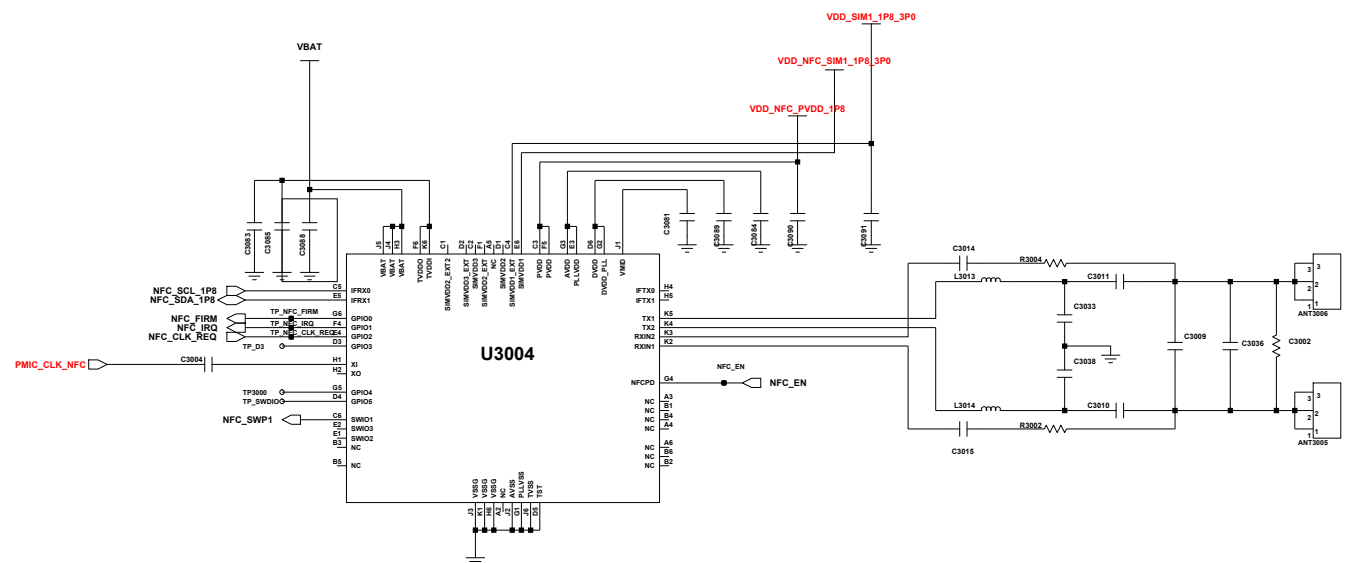 VDD_SIM1_1P8_3P0
VBAT
VDD_NFC_SIM1_1P8_3P0
VDD_NFC_PVDD_1P8
C3083
C3085
C3088
C3081
C3089
C3084
C3090
C3091
J5
J4
H3
F6
K6
C1
D2
C2
F1
A5
D1
C4
E6
C3
F5
G3
E3
D6
G2
J1
VBAT
VBAT
VBAT
TVDDO
TVDDI
SIMVDD2_EXT2
SIMVDD3_EXT
SIMVDD3
SIMVDD2_EXT
NC
SIMVDD2
SIMVDD1_EXT
SIMVDD1
PVDD
PVDD
AVDD
PLLVDD
DVDD
DVDD_PLL
VMID
NFC_SCL_1P8
C5
IFRX0
NFC_SDA_1P8
E5
IFRX1
NFC_FIRM
TP_NFC_FIRM
G6
GPIO0
NFC_IRQ
TP_NFC_IRQ
F4
GPIO1
NFC_CLK_REQ
TP_NFC_CLK_REQ
E4
GPIO2
TP_D3
D3
GPIO3
PMIC_CLK_NFC
C3004
H1
XI
H2
XO
TP3000
G5
GPIO4
TP_SWDIO
D4
GPIO5
NFC_SWP1
C6
SWIO1
E2
SWIO3
E1
SWIO2
B3
NC
B5
NC
U3004
IFTX0
H4
IFTX1
H5
TX1
K5
TX2
K4
RXIN2
K3
RXIN1
K2
NFCPD
G4
NFC_EN
NFC_EN
NC
A3
NC
B1
NC
B4
NC
A4
NC
A6
NC
B6
NC
B2
VSSG
VSSG
VSSG
NC
AVSS
PLLVSS
TVSS
TST
J3
K1
H6
A2
J2
G1
J6
D5
C3014
R3004
L3013
C3011
C3033
C3009
C3036
C3002
C3038
L3014
C3010
R3002
C3015
3
3
2
2
1
1
ANT3006
3
3
2
2
1
1
ANT3005